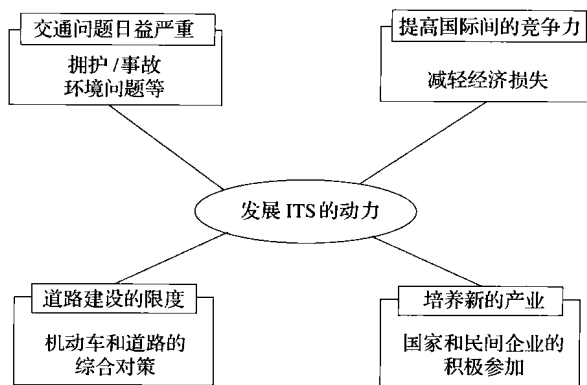 交通问题日益严重
拥护/事故
环境问题等
提高国际间的竞争力
减轻经济损失
发展ITS的动力
道路建设的限度
机动车和道路的
综合对策
培养新的产业
国家和民间企业的
积极参加